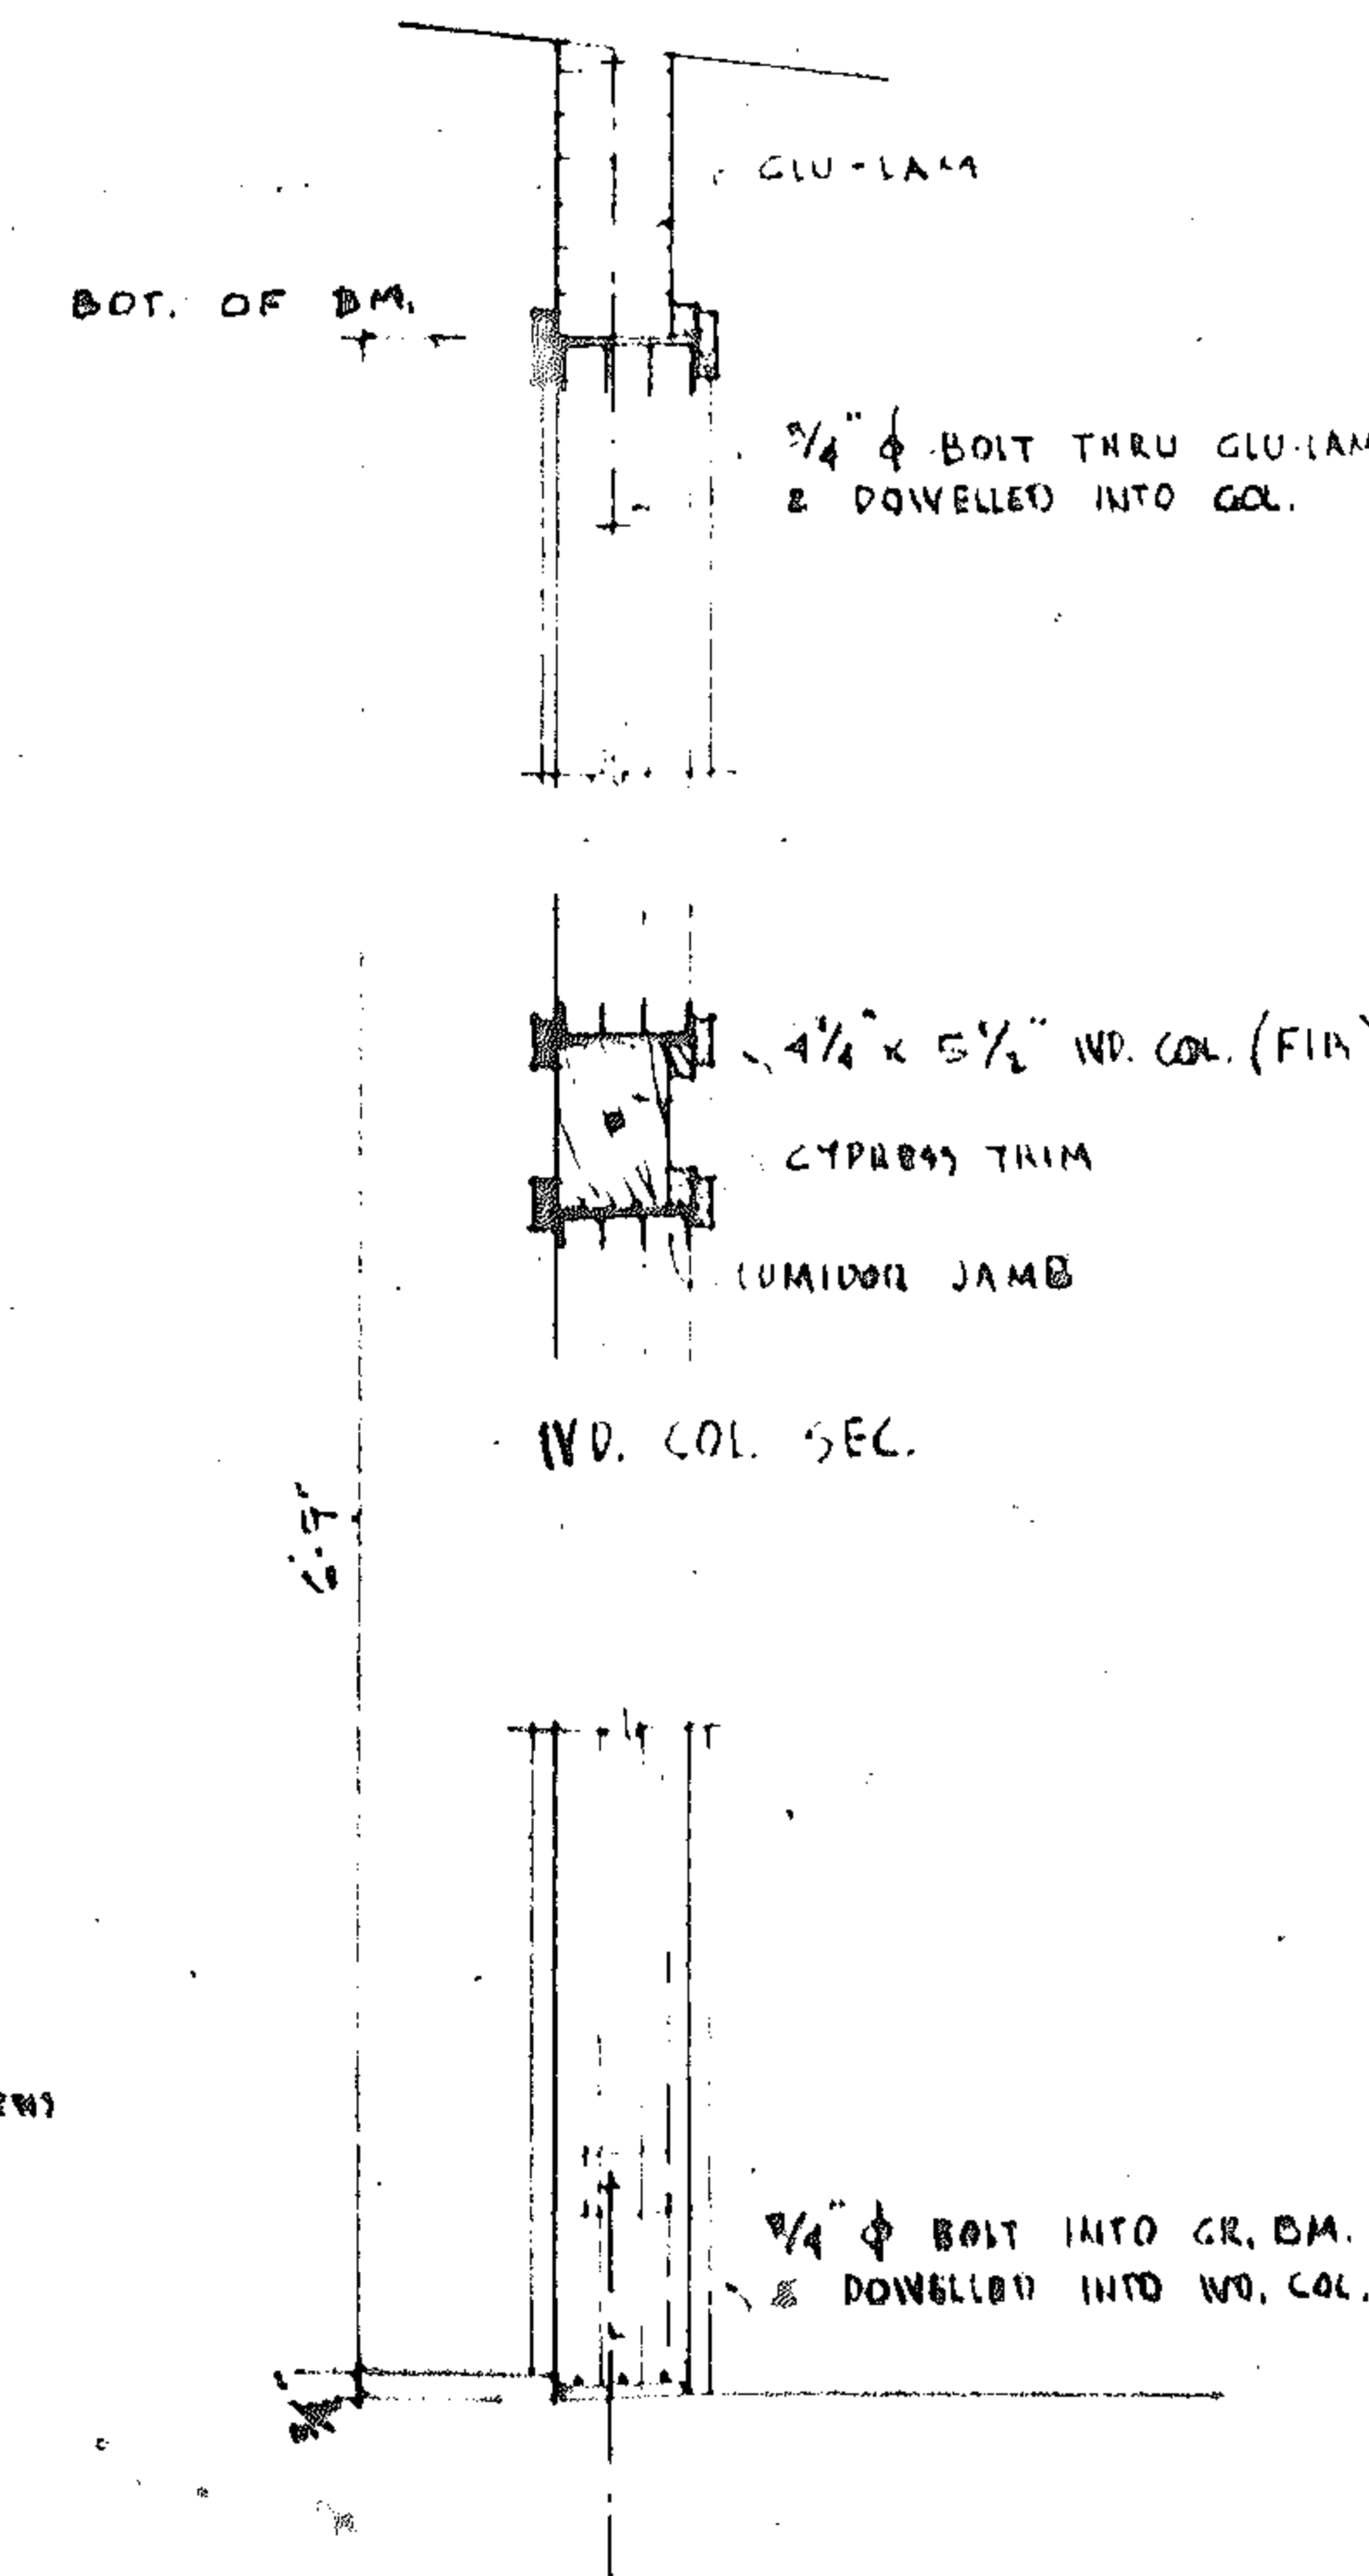 GLU-LAM
BOT. OF BM.
3/4" ϕ BOLT THRU GLU-LAM
& DOWELLED INTO COL.
4 1/4" x 5 1/2" WD. COL. (FIR)
CYPRESS TRIM
LUMIDOR JAMB
WD. COL. SEC.
3/4" ϕ BOLT INTO GR. BM.
& DOWELLED INTO WD. COL.